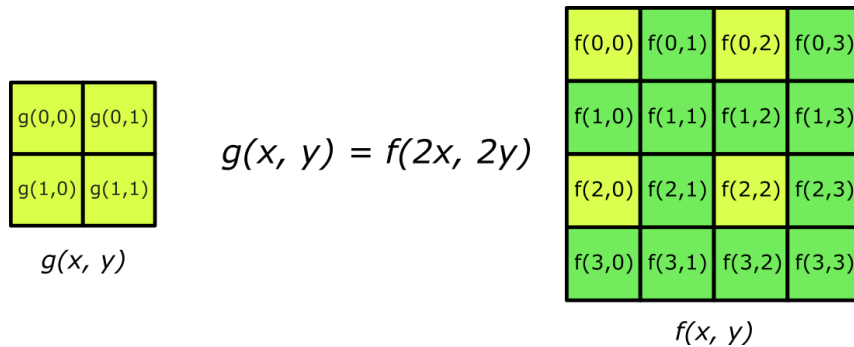 g(0,0) g(0,1)
g(1,0) g(1,1)
g(x, y)
g(x, y) = f(2x, 2y)
f(0,0) f(0,1) f(0,2) f(0,3)
f(1,0) f(1,1) f(1,2) f(1,3)
f(2,0) f(2,1) f(2,2) f(2,3)
f(3,0) f(3,1) f(3,2) f(3,3)
f(x, y)